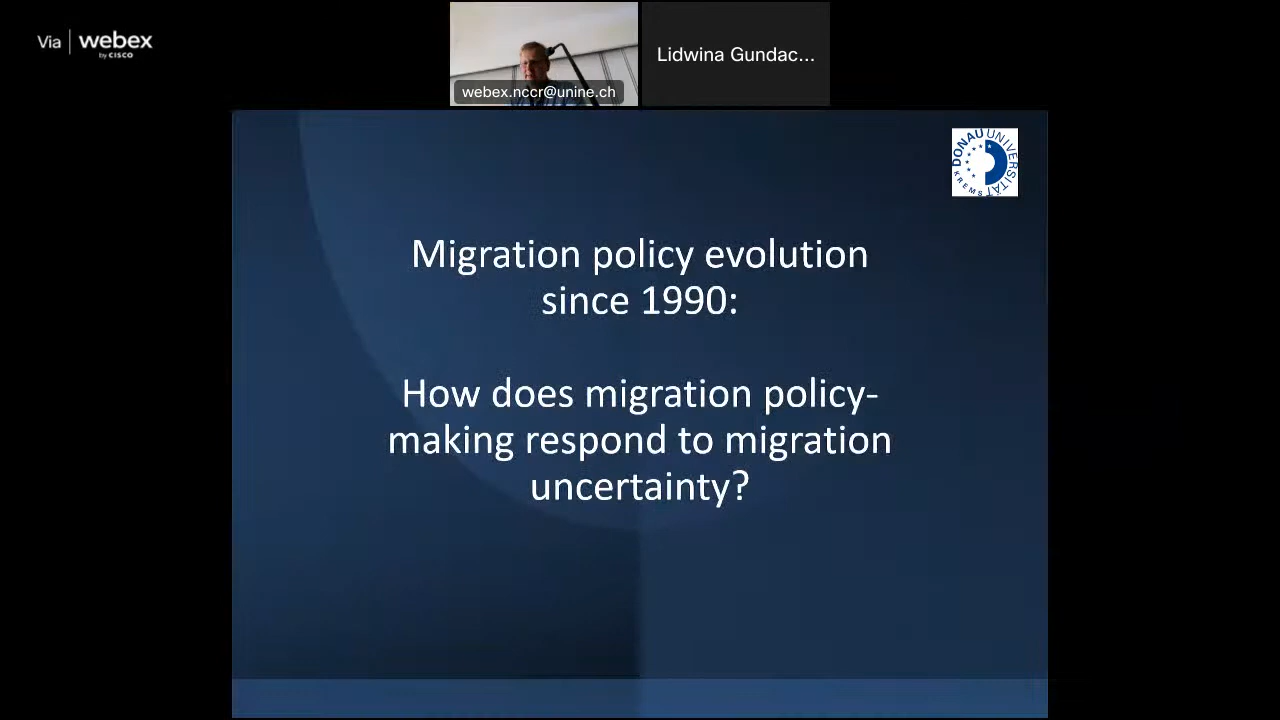 Via webex
by CISCO
webex.nccr@unine.ch
Lidwina Gundac...
DONAU UNIVERSITÄT KREMS
Migration policy evolution
since 1990:
How does migration policy-
making respond to migration
uncertainty?